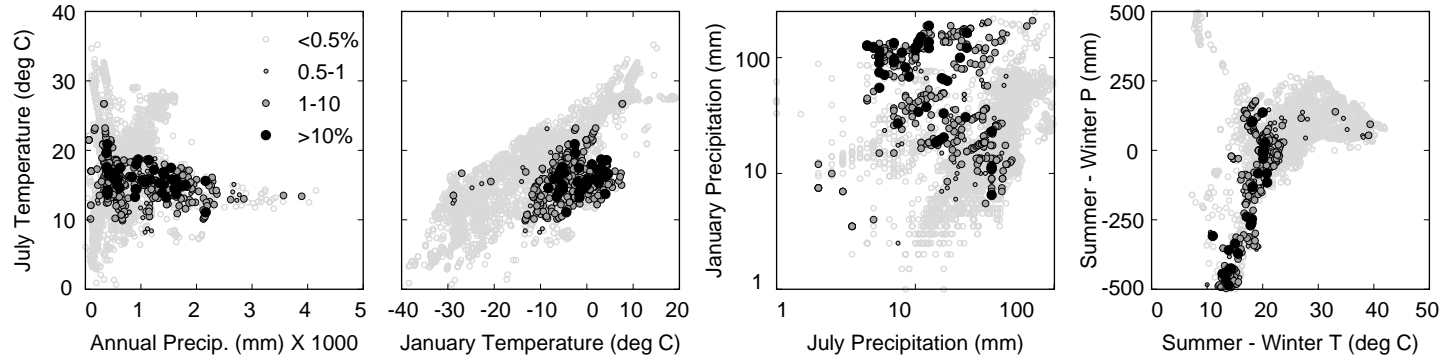 July Temperature (deg C)
40
30
20
10
0
<0.5%
0.5-1
1-10
>10%
0 1 2 3 4 5
Annual Precip. (mm) X 1000
-40 -30 -20 -10 0 10 20
January Temperature (deg C)
January Precipitation (mm)
100
10
1
1 10 100
July Precipitation (mm)
Summer - Winter P (mm)
500
250
0
-250
-500
0 10 20 30 40 50
Summer - Winter T (deg C)